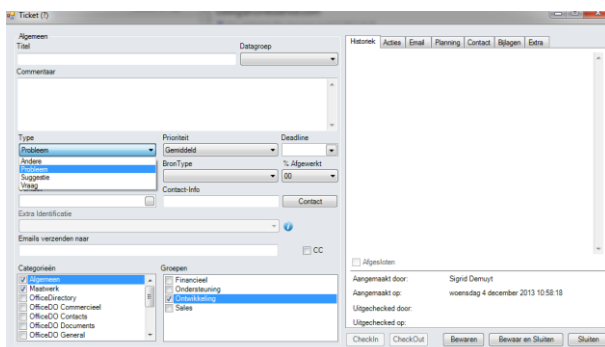 Ticket (?)
Algemeen
Titel
Datagroep
Commentaar
Type
Prioriteit
Deadline
Probleem
Gemiddeld
Andere
Probleem
Suggestie
Vraag
BronType
% Afgewerkt
00
Contact-Info
Contact
Extra Identificatie
Emails verzenden naar
CC
Categorieën
Groepen
Algemeen
Maatwerk
OfficeDirectory
OfficeDO Commercieel
OfficeDO Contacts
OfficeDO Documents
OfficeDO General
Financieel
Ondersteuning
Ontwikkeling
Sales
Historiek Acties Email Planning Contact Bijlagen Extra
Afgesloten
Aangemaakt door: Sigrid Demuyt
Aangemaakt op: woensdag 4 december 2013 10:58:18
Uitgechecked door:
Uitgechecked op:
CheckIn CheckOut Bewaren Bewaar en Sluiten Sluiten